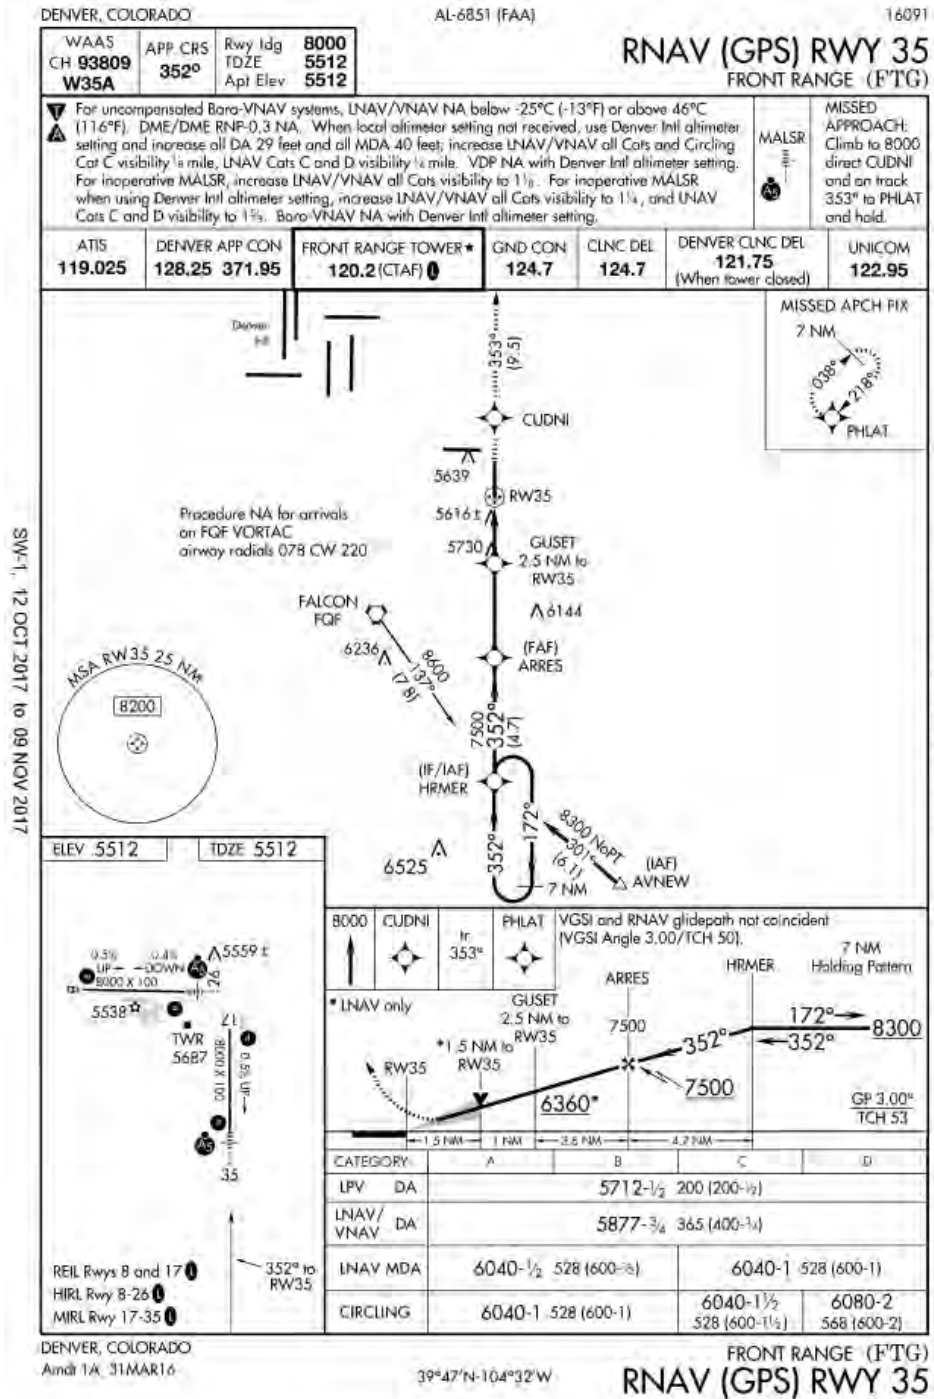 DENVER, COLORADO
AL-6851 (FAA)
16091
WAAS
CH 93809
W35A
APP CRS
352°
Rwy ldg 8000
TDZE 5512
Apt Elev 5512
RNAV (GPS) RWY 35
FRONT RANGE (FTG)
For uncompensated Baro-VNAV systems, LNAV/VNAV NA below -25°C (-13°F) or above 46°C
(116°F). DME/DME RNP-0.3 NA. When local altimeter setting not received, use Denver Intl altimeter
setting and increase all DA 29 feet and all MDA 40 feet; increase LNAV/VNAV all Cats and Circling
Cat C visibility mile, LNAV Cats C and D visibility ¼ mile. VDP NA with Denver Intl altimeter setting.
For inoperative MALSR, increase LNAV/VNAV all Cats visibility to 1⅛. For inoperative MALSR
when using Denver Intl altimeter setting, increase LNAV/VNAV all Cats visibility to 1¼, and LNAV
Cats C and D visibility to. Baro-VNAV NA with Denver Intl altimeter setting.
MALSR
A5
MISSED
APPROACH:
Climb to 8000
direct CUDNI
and on track
353° to PHLAT
and hold.
ATIS
119.025
DENVER APP CON
128.25 371.95
FRONT RANGE TOWER★
120.2 (CTAF) L
GND CON
124.7
CLNC DEL
124.7
DENVER CLNC DEL
121.75
(When tower closed)
UNICOM
122.95
MISSED APCH FIX
7 NM
038°
218°
PHLAT
Denver
Intl
353°
(9.5)
CUDNI
5639
RW35
5616±
5730
GUSET
2.5 NM to
RW35
Procedure NA for arrivals
on FQF VORTAC
airway radials 078 CW 220
6144
FALCON
FQF
6236
8600
137°
(7.8)
(FAF)
ARRES
7500
352°
(4.7)
MSA RW35 25 NM
8200
(IF/IAF)
HRMER
352°
172°
8300 NoPT
301°
(6.1)
(IAF)
AVNEW
6525
7 NM
SW-1, 12 OCT 2017 to 09 NOV 2017
ELEV 5512
TDZE 5512
0.5%
UP
0.4%
DOWN
8000 X 100
A5
5559±
26
5538
TWR
5687
17
8000 X 100
0.5% UP
A5
35
352° to
RW35
REIL Rwys 8 and 17 L
HIRL Rwy 8-26 L
MIRL Rwy 17-35 L
8000
CUDNI
tr
353°
PHLAT
VGSI and RNAV glidepath not coincident
(VGSI Angle 3.00/TCH 50).
7 NM
Holding Pattern
HRMER
ARRES
7500
GUSET
2.5 NM to
RW35
*LNAV only
*1.5 NM to
RW35
RW35
172°
352°
8300
352°
7500
6360*
GP 3.00°
TCH 53
1.5 NM
1 NM
3.6 NM
4.7 NM
CATEGORY A B C D
LPV DA 5712-½ 200 (200-½)
LNAV/
VNAV DA 5877-¾ 365 (400-¾)
LNAV MDA 6040-½ 528 (600-½) 6040-1 528 (600-1)
CIRCLING 6040-1 528 (600-1) 6040-1½
528 (600-1½) 6080-2
568 (600-2)
DENVER, COLORADO
Amdt 1A 31MAR16
39°47'N-104°32'W
FRONT RANGE (FTG)
RNAV (GPS) RWY 35